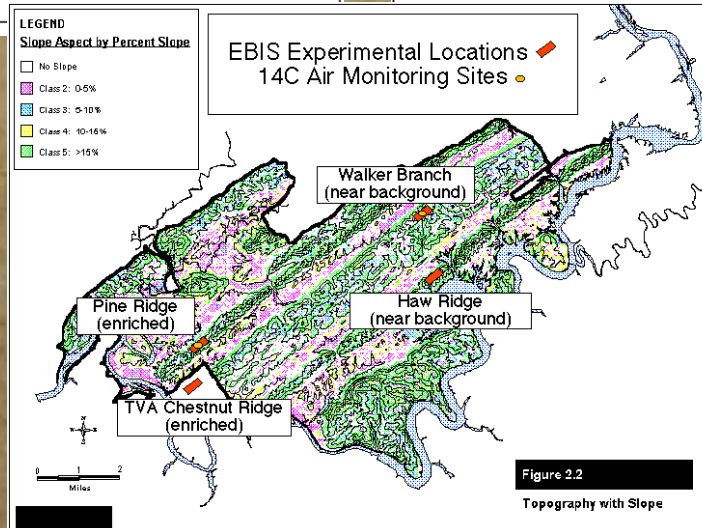 LEGEND
Slope Aspect by Percent Slope
No Slope
Class 2: 0-5%
Class 3: 5-10%
Class 4: 10-15%
Class 5: >15%
EBIS Experimental Locations
14C Air Monitoring Sites
Walker Branch
(near background)
Haw Ridge
(near background)
Pine Ridge
(enriched)
TVA Chestnut Ridge
(enriched)
0 1 2
Miles
Figure 2.2
Topography with Slope